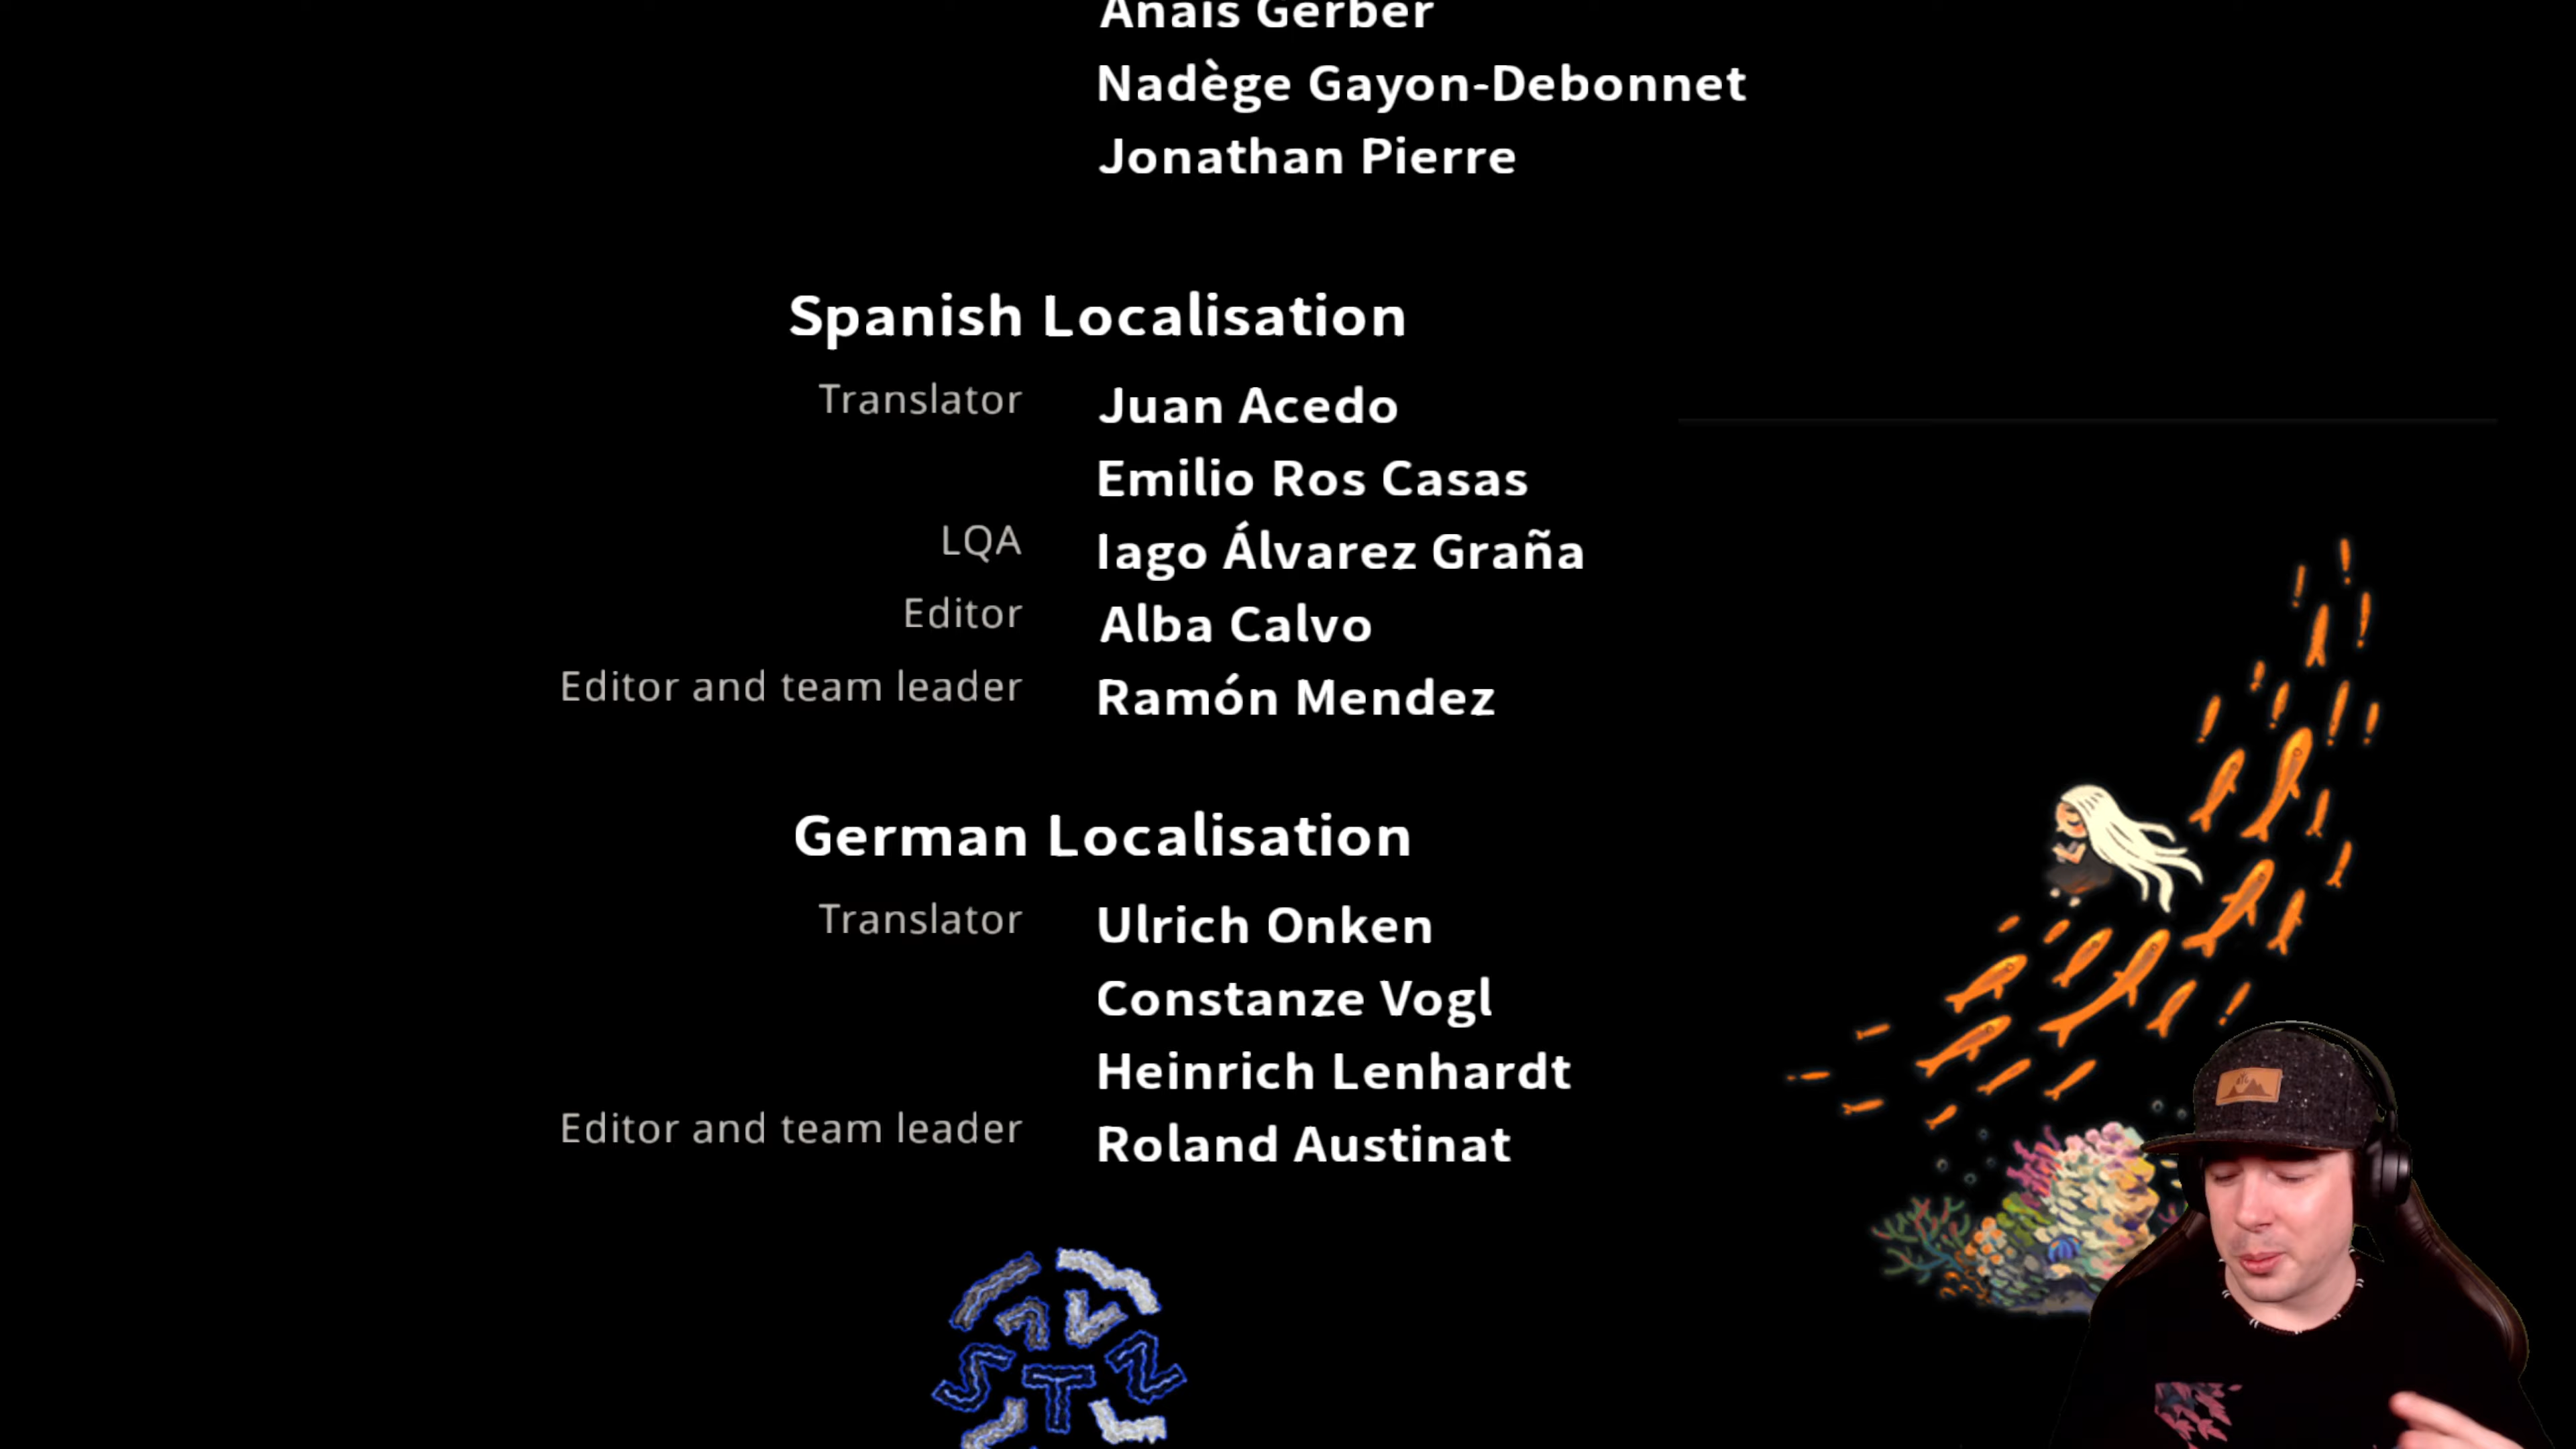 Anaïs Gerber
Nadège Gayon-Debonnet
Jonathan Pierre
Spanish Localisation
Translator Juan Acedo
Emilio Ros Casas
LQA Iago Álvarez Graña
Editor Alba Calvo
Editor and team leader Ramón Mendez
German Localisation
Translator Ulrich Onken
Constanze Vogl
Heinrich Lenhardt
Editor and team leader Roland Austinat